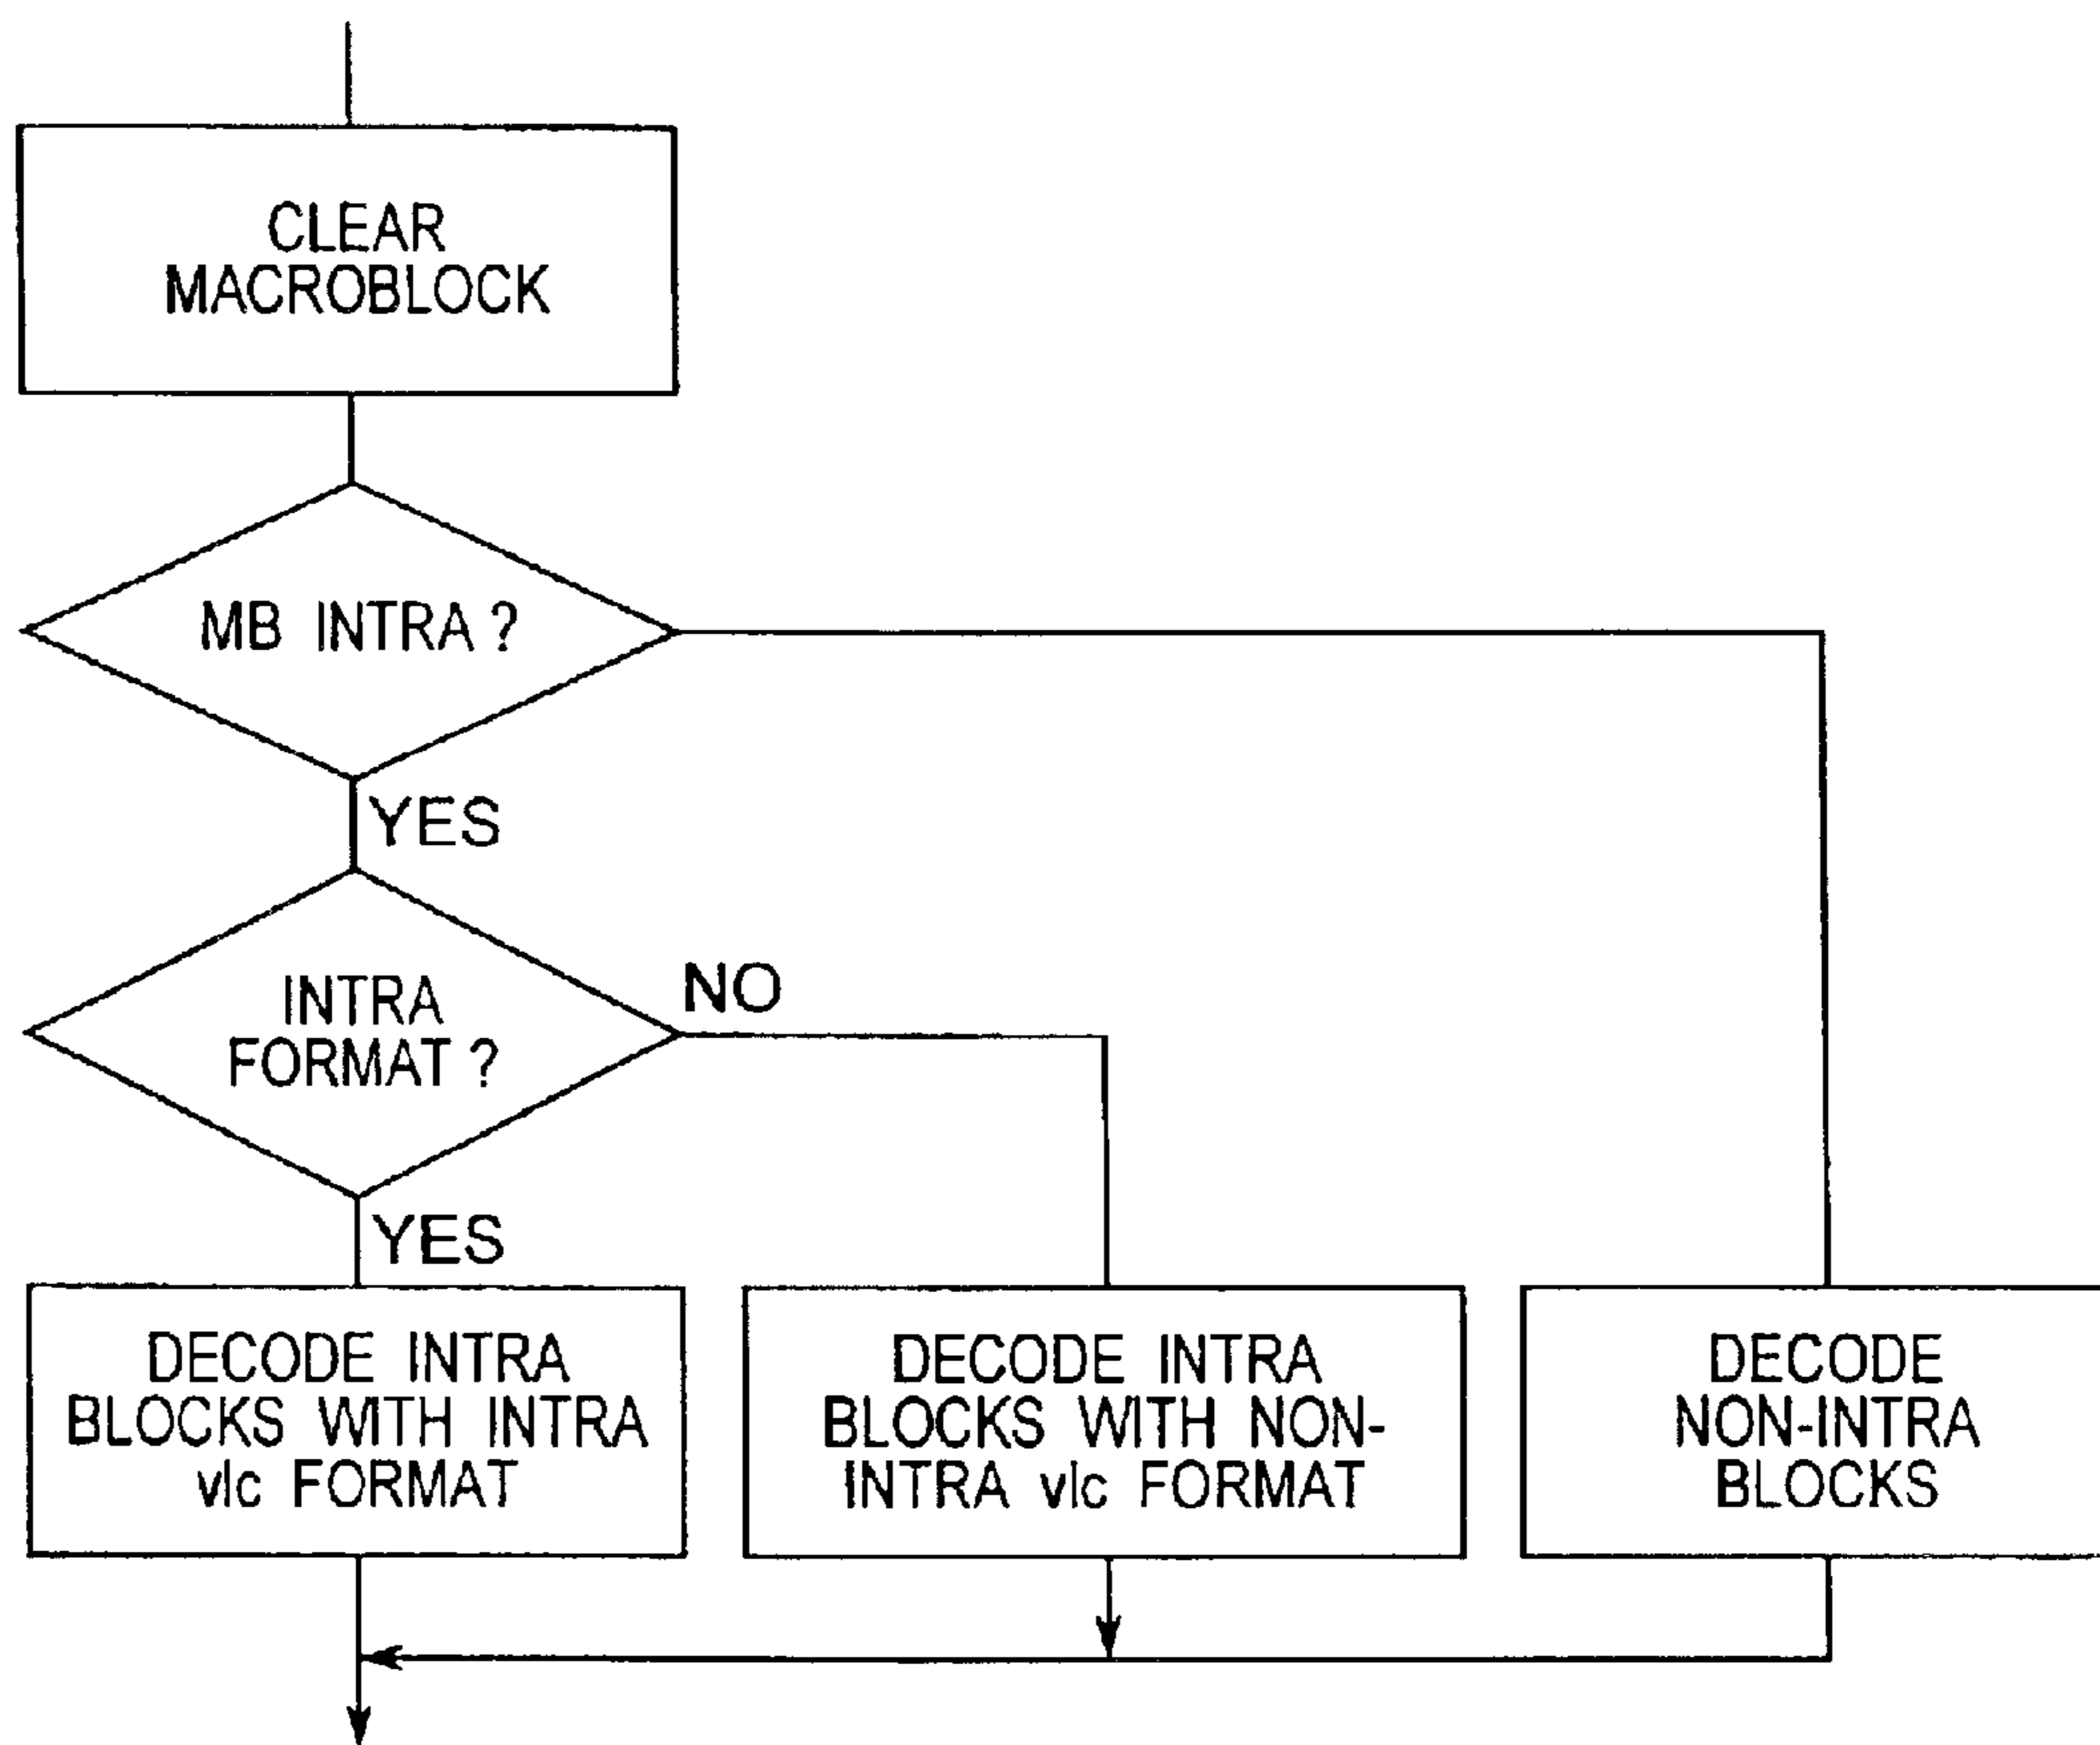 CLEAR
MACROBLOCK
MB INTRA ?
YES
INTRA
FORMAT ?
NO
YES
DECODE INTRA
BLOCKS WITH INTRA
vlc FORMAT
DECODE INTRA
BLOCKS WITH NON-
INTRA vlc FORMAT
DECODE
NON-INTRA
BLOCKS